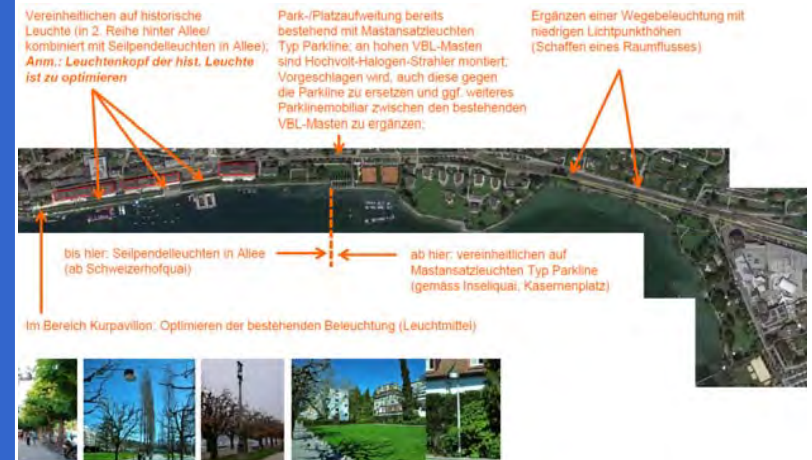 Vereinheitlichen auf historische
Leuchte (in 2. Reihe hinter Allee/
kombiniert mit Seilpendelleuchten in Allee);
Anm.: Leuchtenkopf der hist. Leuchte
ist zu optimieren
Park-/Platzaufweitung bereits
bestehend mit Mastansatzleuchten
Typ Parkline; an hohen VBL-Masten
sind Hochvolt-Halogen-Strahler montiert;
Vorgeschlagen wird, auch diese gegen
die Parkline zu ersetzen und ggf. weiteres
Parklinemobiliar zwischen den bestehenden
VBL-Masten zu ergänzen;
Ergänzen einer Wegebeleuchtung mit
niedrigen Lichtpunkthöhen
(Schaffen eines Raumflusses)
bis hier: Seilpendelleuchten in Allee
(ab Schweizerhofquai)
ab hier: vereinheitlichen auf
Mastansatzleuchten Typ Parkline
(gemäss Inseliquai, Kasernenplatz)
Im Bereich Kurpavillon: Optimieren der bestehenden Beleuchtung (Leuchtmittel)